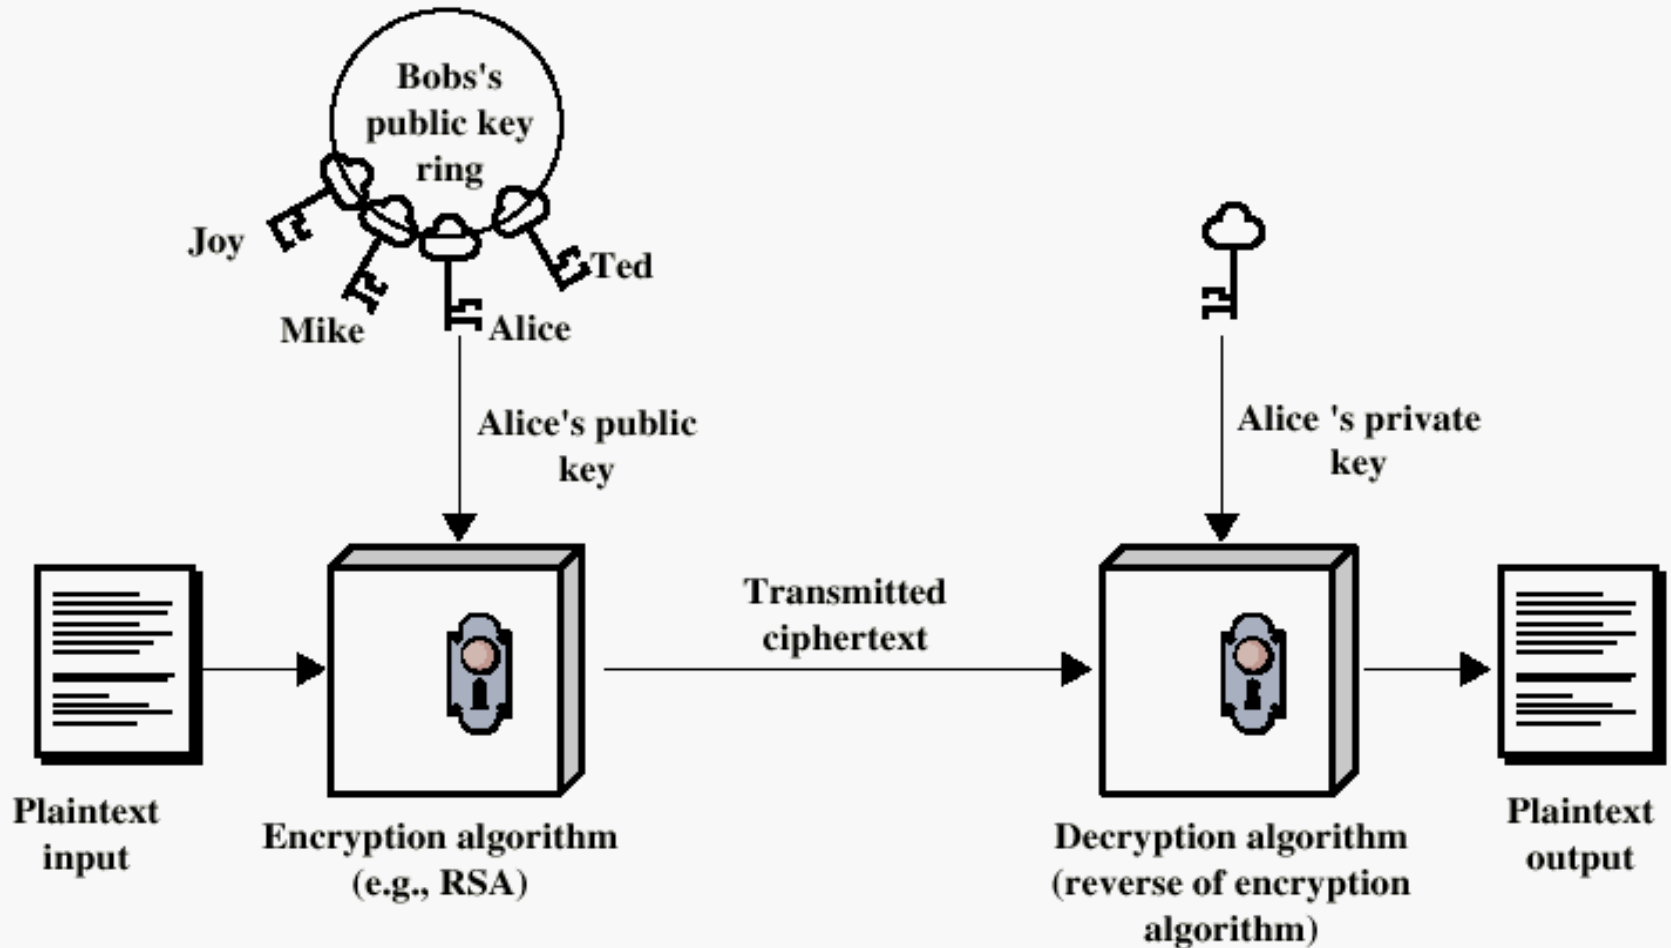 Bobs's
public key
ring
Joy
Ted
Mike
Alice
Alice's public
key
Alice 's private
key
Transmitted
ciphertext
Plaintext
input
Encryption algorithm
(e.g., RSA)
Decryption algorithm
(reverse of encryption
algorithm)
Plaintext
output